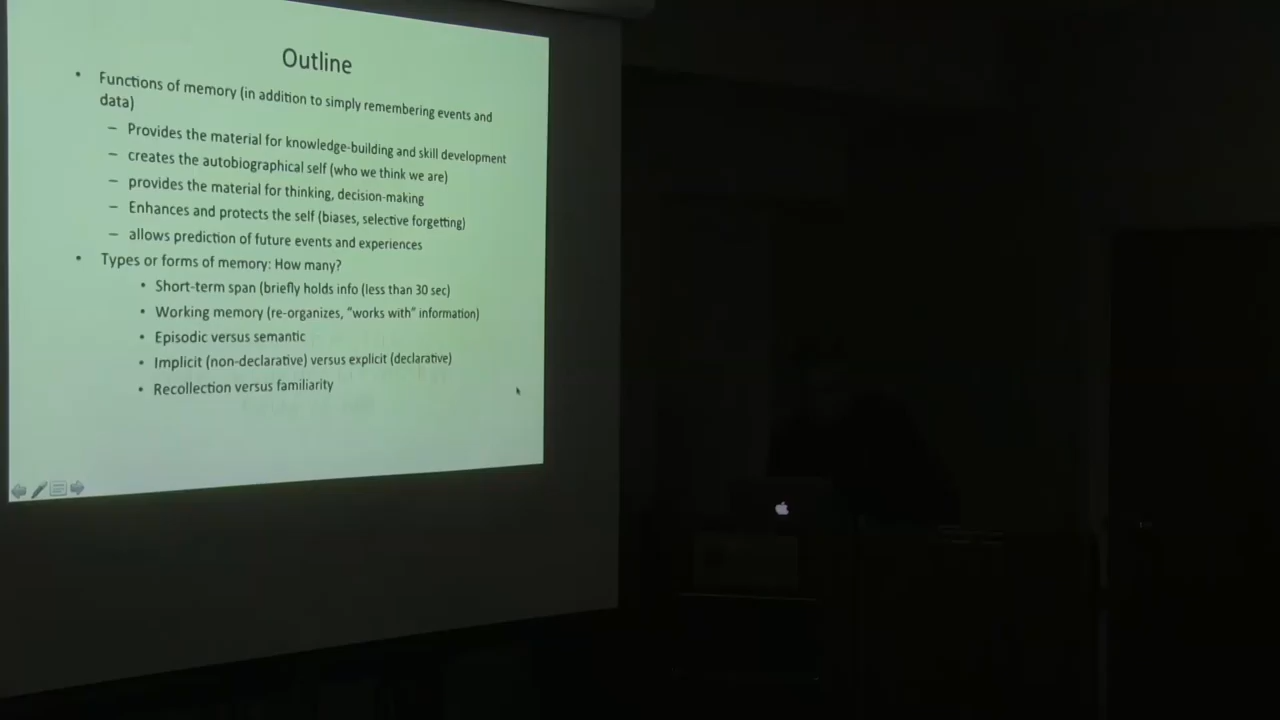 Outline
• Functions of memory (in addition to simply remembering events and
data)
– Provides the material for knowledge-building and skill development
– creates the autobiographical self (who we think we are)
– provides the material for thinking, decision-making
– Enhances and protects the self (biases, selective forgetting)
– allows prediction of future events and experiences
• Types or forms of memory: How many?
• Short-term span (briefly holds info (less than 30 sec)
• Working memory (re-organizes, "works with" information)
• Episodic versus semantic
• Implicit (non-declarative) versus explicit (declarative)
• Recollection versus familiarity